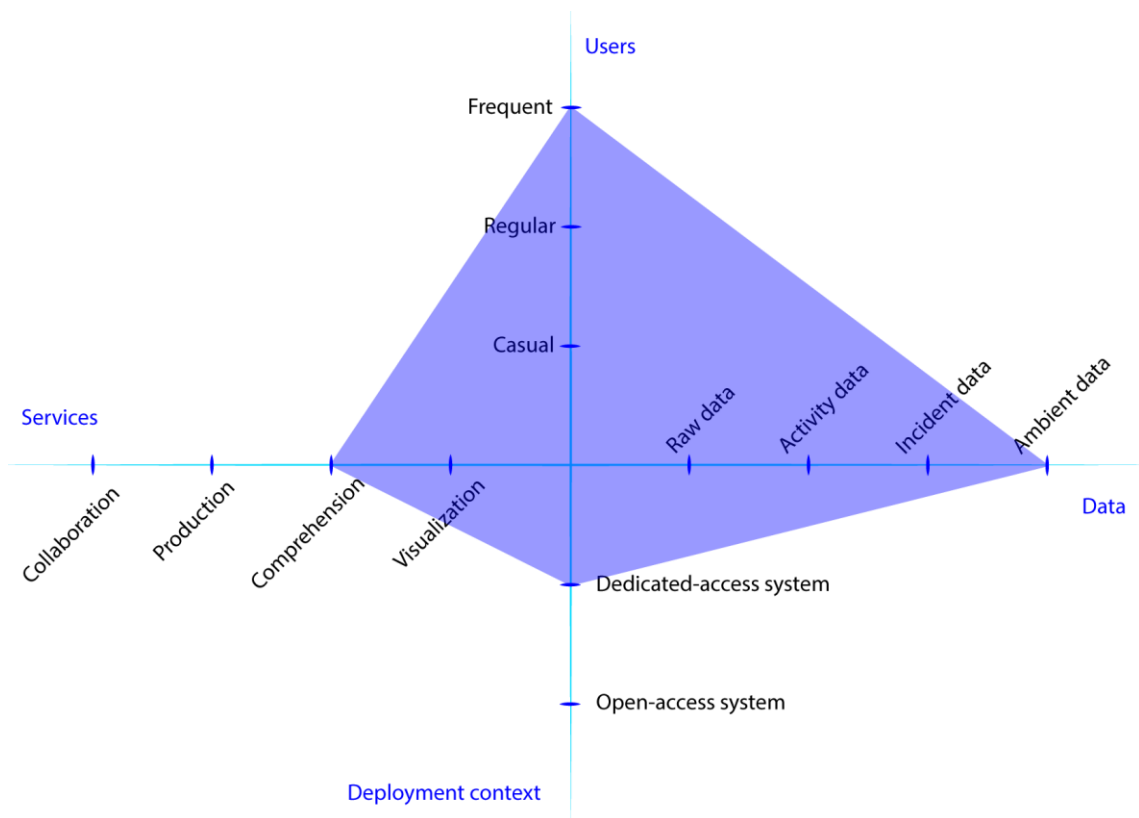 Users
Frequent
Regular
Casual
Raw data
Activity data
Incident data
Ambient data
Services
Data
Collaboration
Production
Comprehension
Visualization
Dedicated-access system
Open-access system
Deployment context